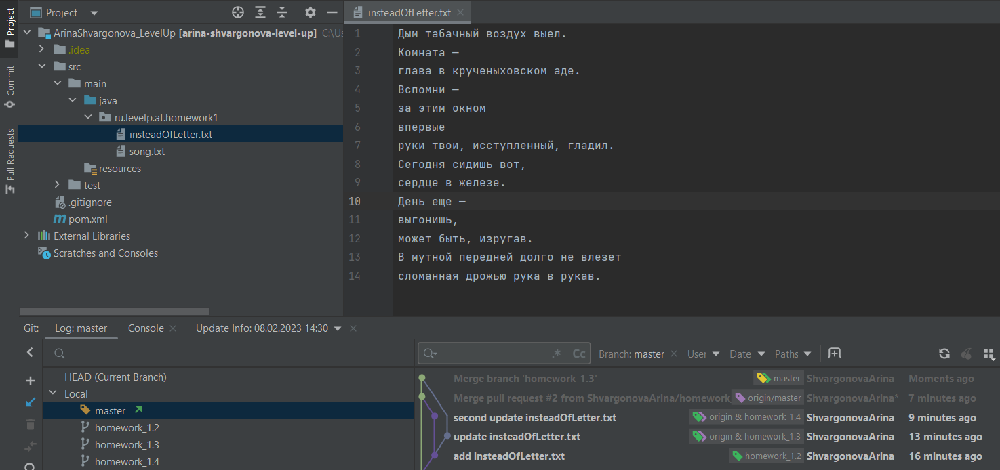 Project
Commit
Pull Requests
Project
ArinaShvargonova_LevelUp [arina-shvargonova-level-up] C:\Us
.idea
src
main
java
ru.levelp.at.homework1
insteadOfLetter.txt
song.txt
resources
test
.gitignore
pom.xml
External Libraries
Scratches and Consoles
insteadOfLetter.txt
1 Дым табачный воздух выел.
2 Комната —
3 глава в крученыховском аде.
4 Вспомни —
5 за этим окном
6 впервые
7 руки твои, исступленный, гладил.
8 Сегодня сидишь вот,
9 сердце в железе.
10 День еще —
11 выгонишь,
12 может быть, изругав.
13 В мутной передней долго не влезет
14 сломанная дрожью рука в рукав.
Git: Log: master Console Update Info: 08.02.2023 14:30
HEAD (Current Branch)
Local
master
homework_1.2
homework_1.3
homework_1.4
.* Cc Branch: master User Date Paths
Merge branch 'homework_1.3' master ShvargonovaArina Moments ago
Merge pull request #2 from ShvargonovaArina/homework origin/master ShvargonovaArina* 7 minutes ago
second update insteadOfLetter.txt origin & homework_1.4 ShvargonovaArina 9 minutes ago
update insteadOfLetter.txt origin & homework_1.3 ShvargonovaArina 13 minutes ago
add insteadOfLetter.txt homework_1.2 ShvargonovaArina 16 minutes ago